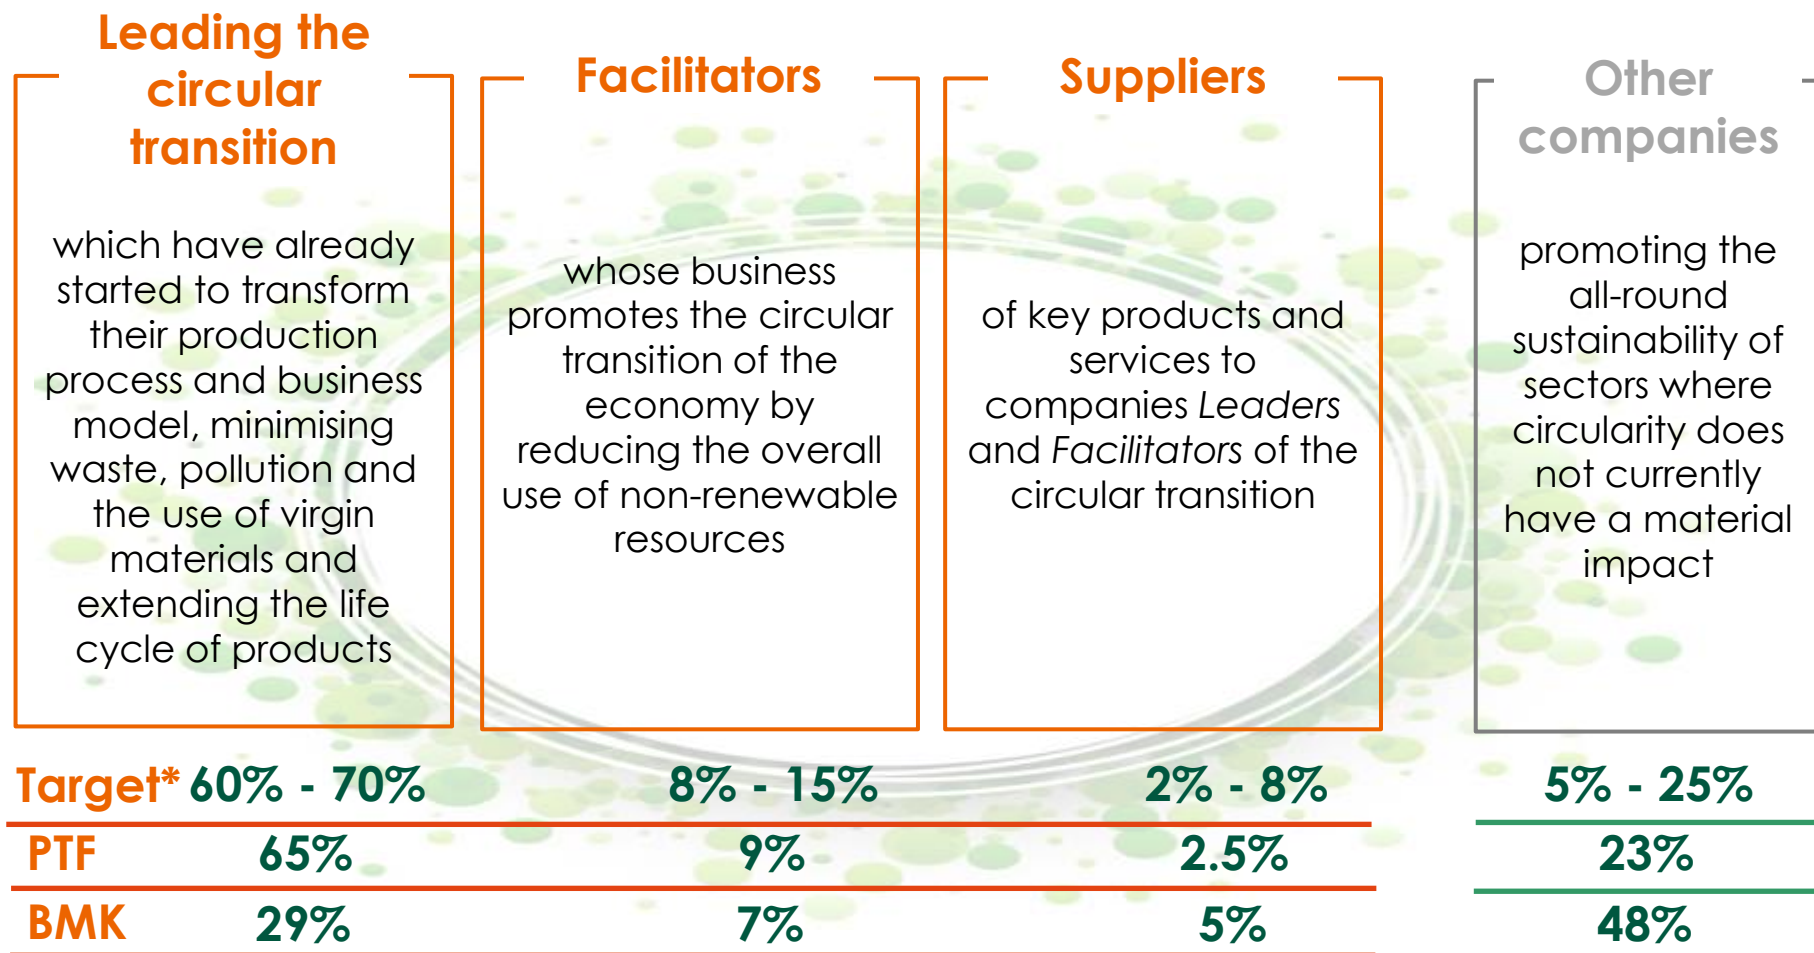 Leading the
circular
transition
which have already
started to transform
their production
process and business
model, minimising
waste, pollution and
the use of virgin
materials and
extending the life
cycle of products
Facilitators
whose business
promotes the circular
transition of the
economy by
reducing the overall
use of non-renewable
resources
Suppliers
of key products and
services to
companies Leaders
and Facilitators of the
circular transition
Other
companies
promoting the
all-round
sustainability of
sectors where
circularity does
not currently
have a material
impact
Target* 60% - 70% 8% - 15% 2% - 8% 5% - 25%
PTF 65% 9% 2.5% 23%
BMK 29% 7% 5% 48%